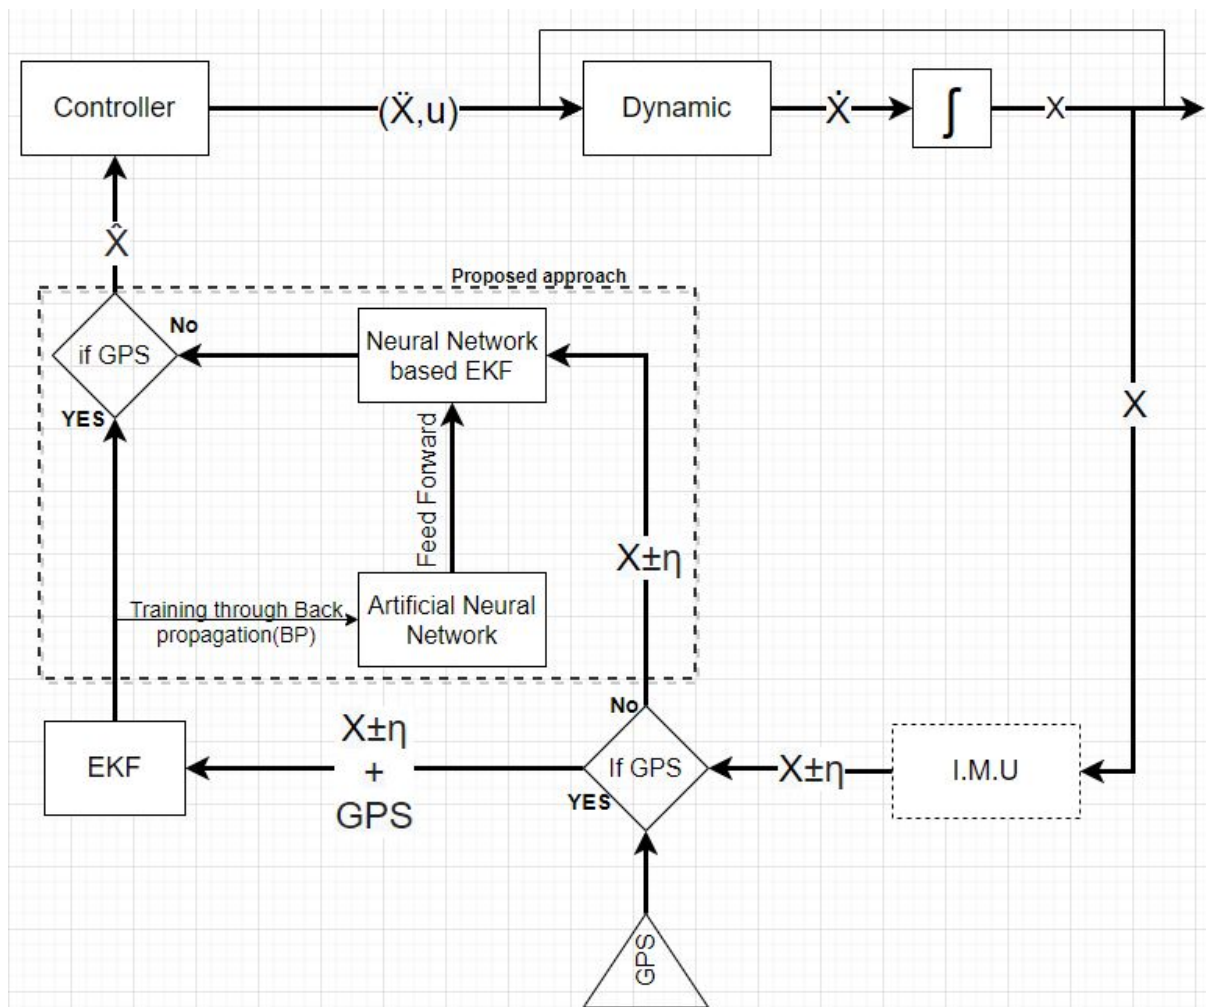 Controller
(Ẍ,u)
Dynamic
Ẋ
∫
X
X̂
Proposed approach
if GPS
No
YES
Neural Network
based EKF
Feed Forward
X
X±η
Training through Back
propagation(BP)
Artificial Neural
Network
No
EKF
X±η
+
GPS
If GPS
YES
X±η
I.M.U
GPS